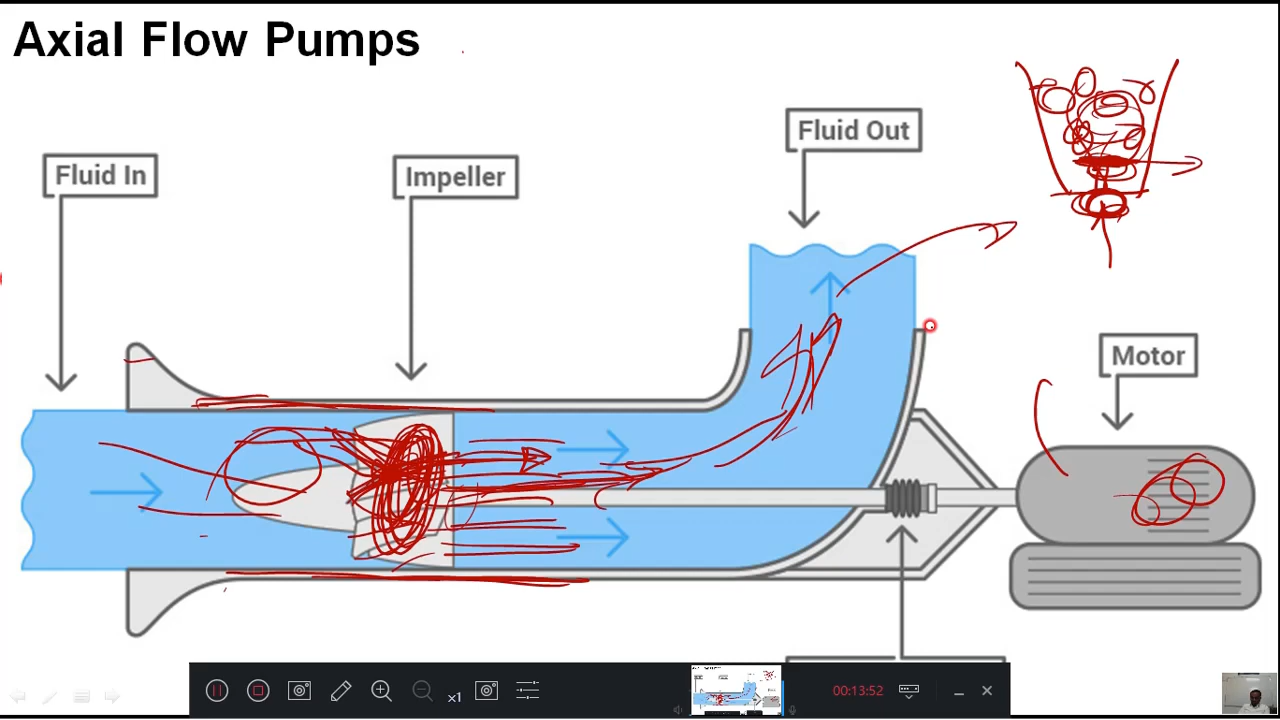 Axial Flow Pumps
Fluid In
Impeller
Fluid Out
Motor
x1
00:13:52